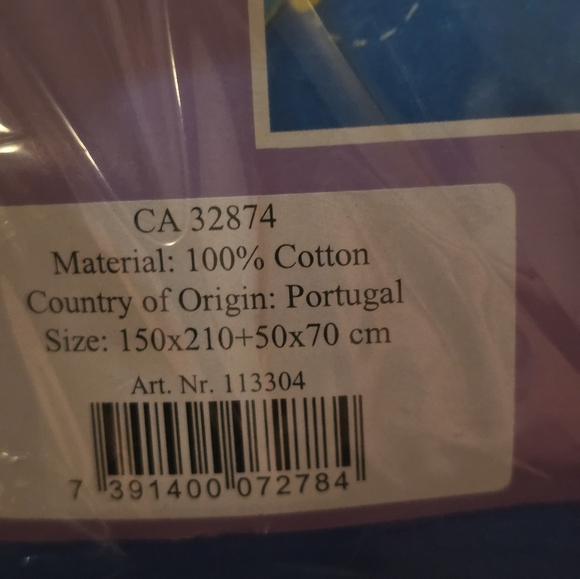 CA 32874
Material: 100% Cotton
Country of Origin: Portugal
Size: 150x210+50x70 cm
Art. Nr. 113304
7 391400 072784